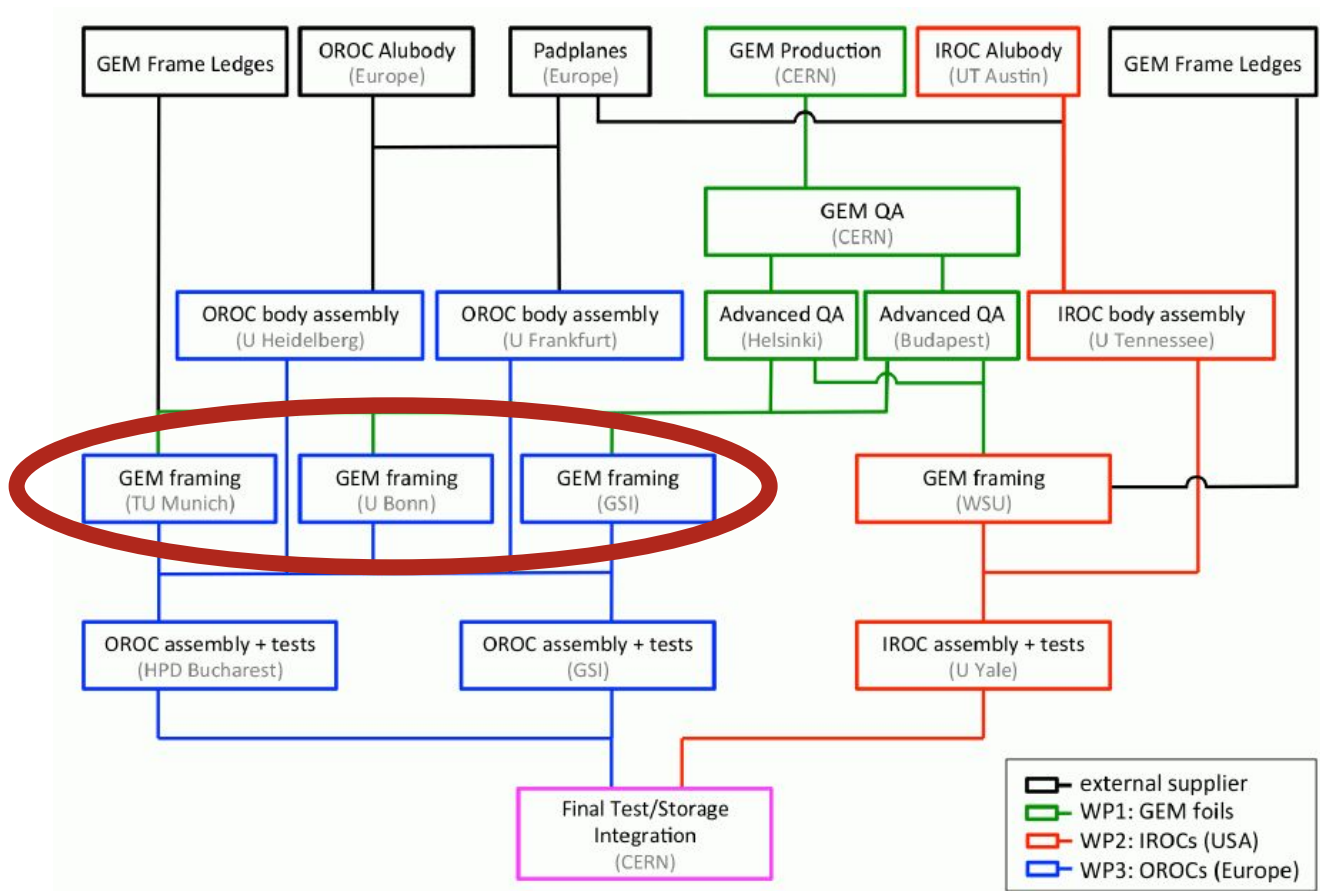 GEM Frame Ledges
OROC Alubody
(Europe)
Padplanes
(Europe)
GEM Production
(CERN)
IROC Alubody
(UT Austin)
GEM Frame Ledges
GEM QA
(CERN)
OROC body assembly
(U Heidelberg)
OROC body assembly
(U Frankfurt)
Advanced QA
(Helsinki)
Advanced QA
(Budapest)
IROC body assembly
(U Tennessee)
GEM framing
(TU Munich)
GEM framing
(U Bonn)
GEM framing
(GSI)
GEM framing
(WSU)
OROC assembly + tests
(HPD Bucharest)
OROC assembly + tests
(GSI)
IROC assembly + tests
(U Yale)
Final Test/Storage
Integration
(CERN)
external supplier
WP1: GEM foils
WP2: IROCs (USA)
WP3: OROCs (Europe)